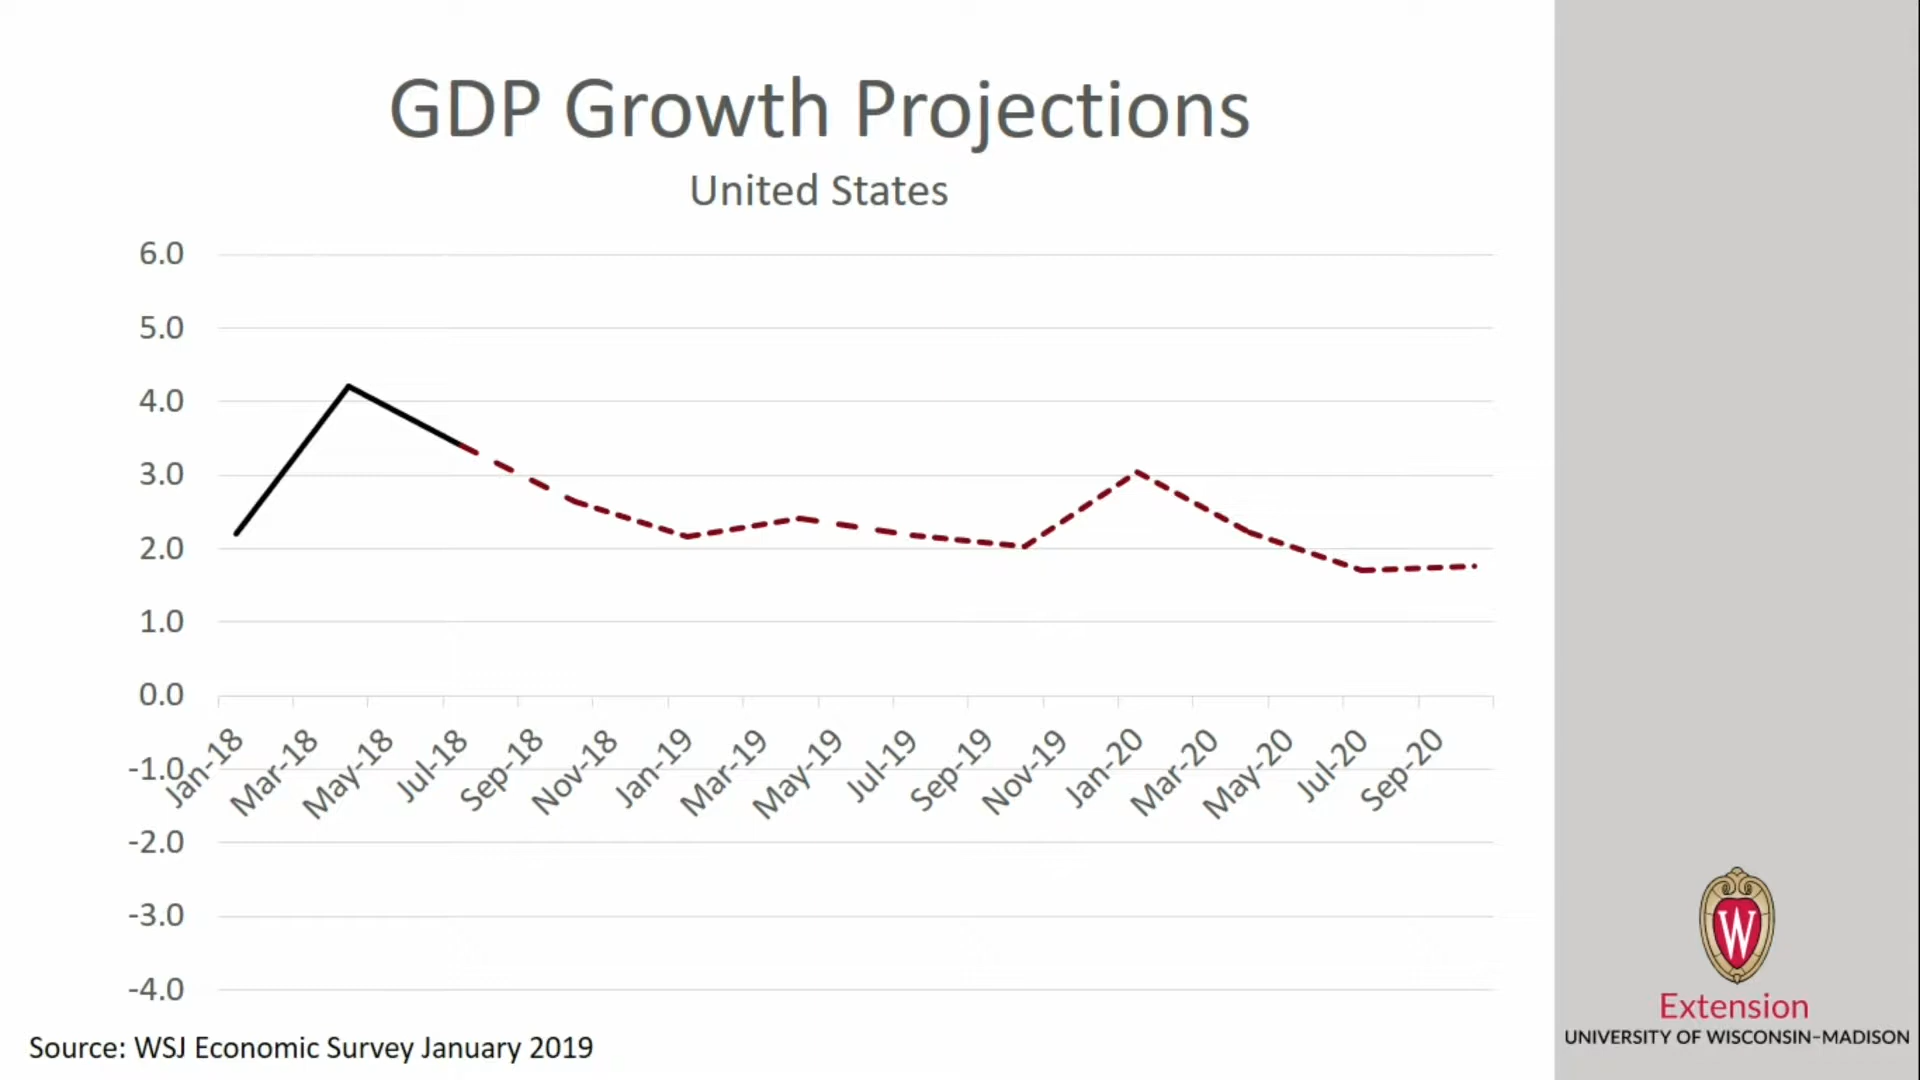 GDP Growth Projections
United States
6.0
5.0
4.0
3.0
2.0
1.0
0.0
-1.0
-2.0
-3.0
-4.0
Jan-18 Mar-18 May-18 Jul-18 Sep-18 Nov-18 Jan-19 Mar-19 May-19 Jul-19 Sep-19 Nov-19 Jan-20 Mar-20 May-20 Jul-20 Sep-20
Source: WSJ Economic Survey January 2019
W
Extension
UNIVERSITY OF WISCONSIN–MADISON